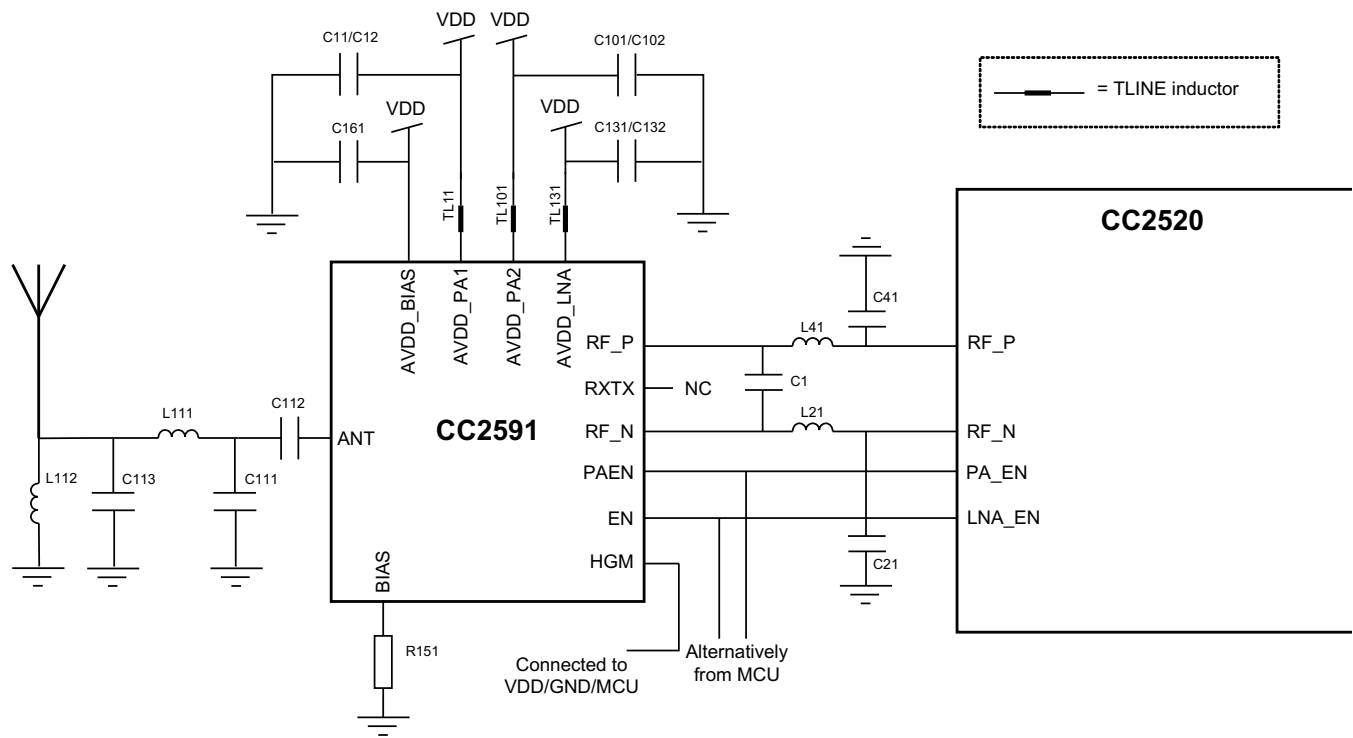 VDD
VDD
C11/C12
C101/C102
= TLINE inductor
VDD
VDD
C161
C131/C132
TL11
TL101
TL131
CC2520
AVDD_BIAS
AVDD_PA1
AVDD_PA2
AVDD_LNA
C41
L41
RF_P
RF_P
RXTX
NC
C1
C112
L111
L21
ANT
CC2591
RF_N
RF_N
L112
C113
C111
PAEN
PA_EN
EN
LNA_EN
HGM
C21
BIAS
R151
Connected to
VDD/GND/MCU
Alternatively
from MCU